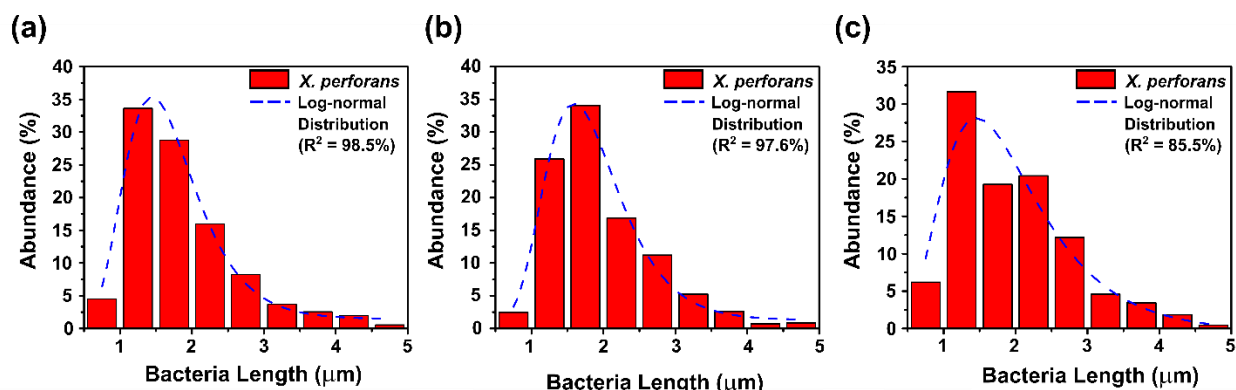 (a)
40
35
30
25
20
15
10
5
0
Abundance (%)
X. perforans
Log-normal
Distribution
(R² = 98.5%)
1 2 3 4 5
Bacteria Length (μm)
(b)
40
35
30
25
20
15
10
5
0
Abundance (%)
X. perforans
Log-normal
Distribution
(R² = 97.6%)
1 2 3 4 5
Bacteria Length (μm)
(c)
35
30
25
20
15
10
5
0
Abundance (%)
X. perforans
Log-normal
Distribution
(R² = 85.5%)
1 2 3 4 5
Bacteria Length (μm)